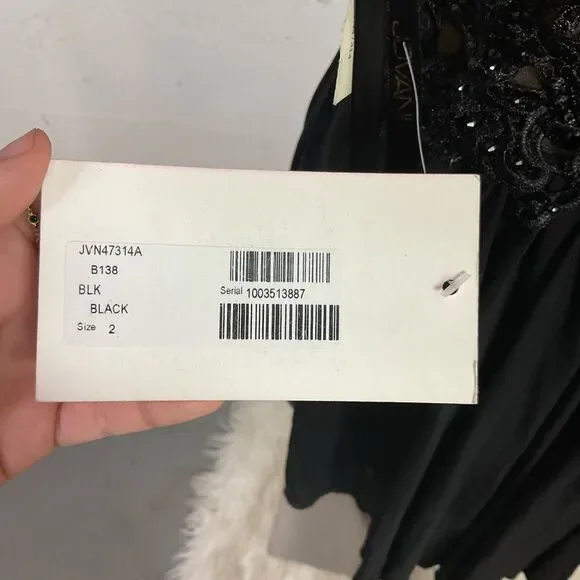 JVN47314A
B138
BLK
Serial 1003513887
BLACK
Size 2